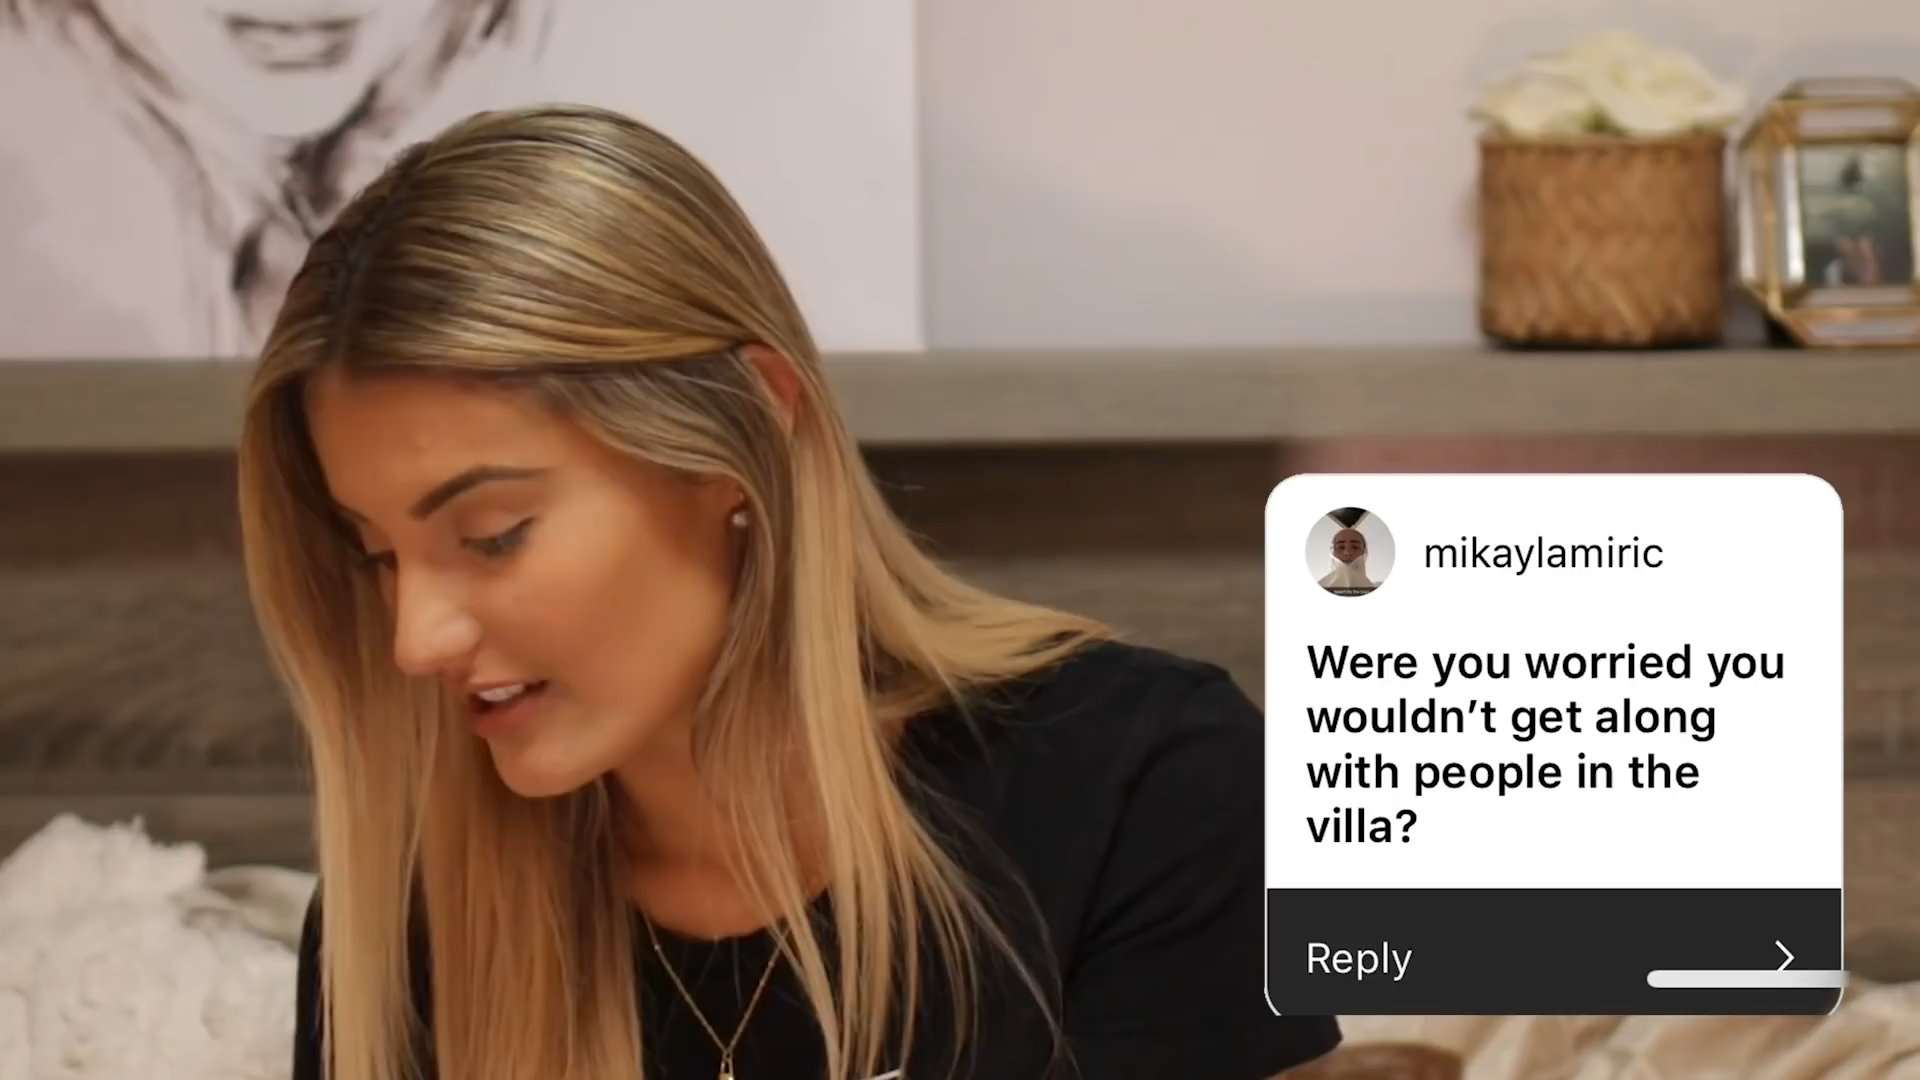 mikaylamiric
Were you worried you
wouldn’t get along
with people in the
villa?
Reply